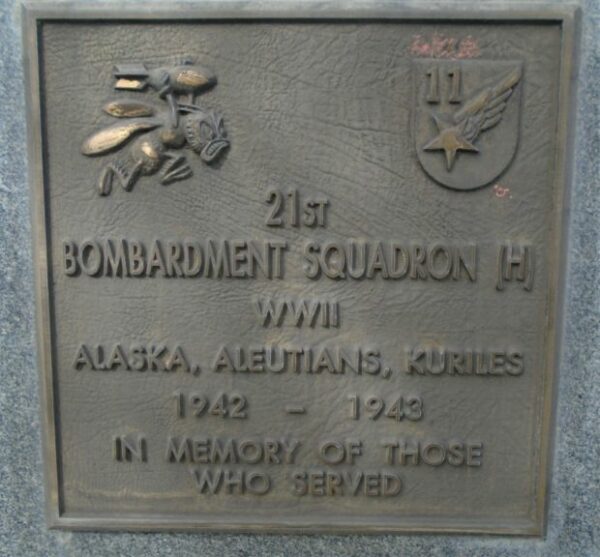 11
21ST
BOMBARDMENT SQUADRON (H)
WWII
ALASKA, ALEUTIANS, KURILES
1942 - 1943
IN MEMORY OF THOSE
WHO SERVED